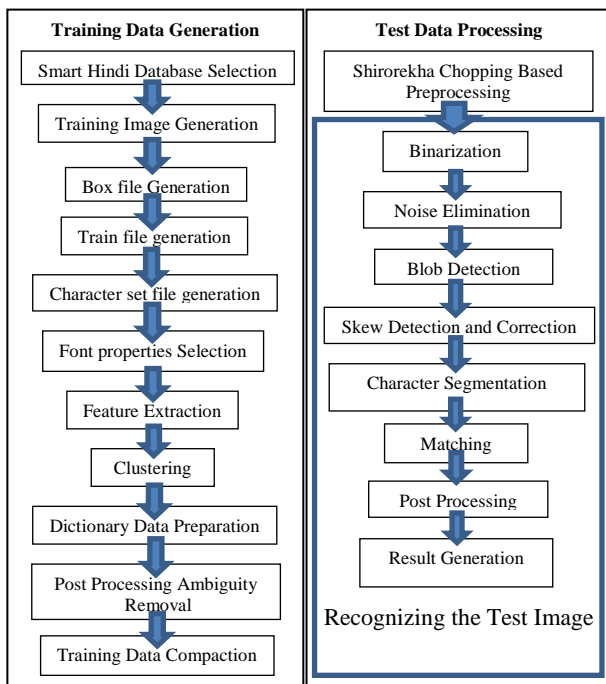 Training Data Generation
Smart Hindi Database Selection
Training Image Generation
Box file Generation
Train file generation
Character set file generation
Font properties Selection
Feature Extraction
Clustering
Dictionary Data Preparation
Post Processing Ambiguity
Removal
Training Data Compaction
Test Data Processing
Shirorekha Chopping Based
Preprocessing
Binarization
Noise Elimination
Blob Detection
Skew Detection and Correction
Character Segmentation
Matching
Post Processing
Result Generation
Recognizing the Test Image